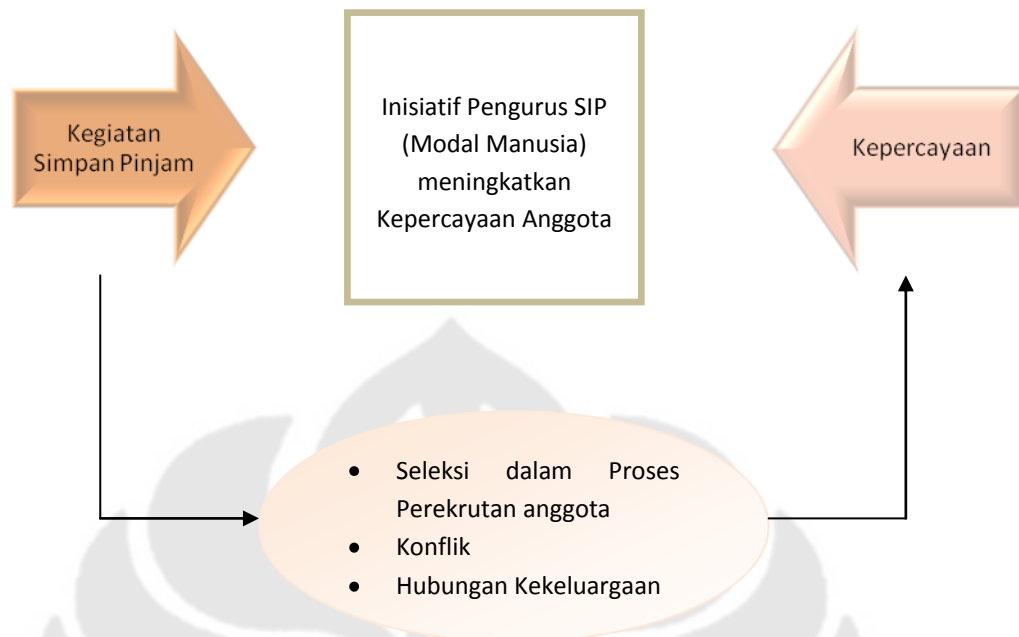 Kegiatan
Simpan Pinjam
Inisiatif Pengurus SIP
(Modal Manusia)
meningkatkan
Kepercayaan Anggota
Kepercayaan
• Seleksi dalam Proses
Perekrutan anggota
• Konflik
• Hubungan Kekeluargaan